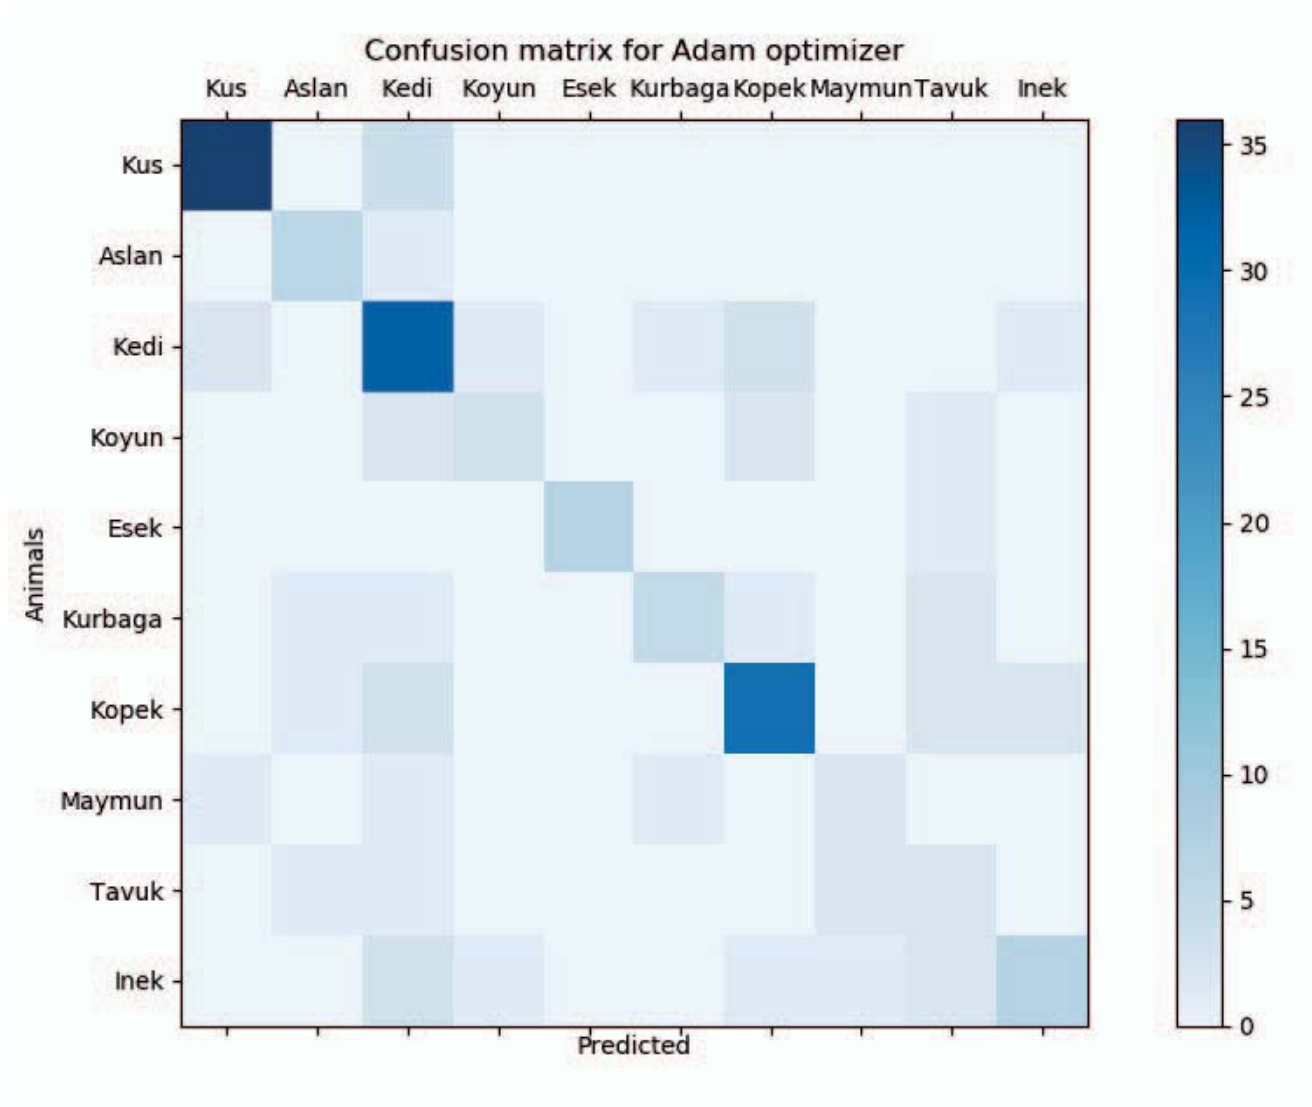 Confusion matrix for Adam optimizer
Kus Aslan Kedi Koyun Esek Kurbaga Kopek Maymun Tavuk Inek
Kus
Aslan
Kedi
Koyun
Esek
Kurbaga
Kopek
Maymun
Tavuk
Inek
Animals
Predicted
35
30
25
20
15
10
5
0